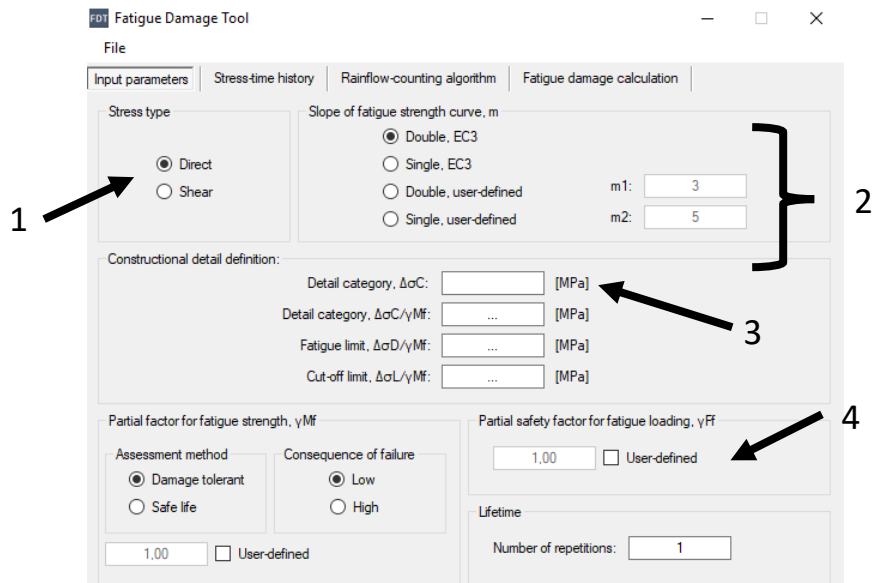 FDT Fatigue Damage Tool
File
Input parameters Stress-time history Rainflow-counting algorithm Fatigue damage calculation
Stress type
Direct
Shear
1
Slope of fatigue strength curve, m
Double, EC3
Single, EC3
Double, user-defined
Single, user-defined
m1: 3
m2: 5
2
Constructional detail definition:
Detail category, ΔσC: [MPa]
Detail category, ΔσC/γMf: ... [MPa]
Fatigue limit, ΔσD/γMf: ... [MPa]
Cut-off limit, ΔσL/γMf: ... [MPa]
3
Partial factor for fatigue strength, γMf
Assessment method
Damage tolerant
Safe life
Consequence of failure
Low
High
1,00 User-defined
Partial safety factor for fatigue loading, γFf
1,00 User-defined
4
Lifetime
Number of repetitions: 1